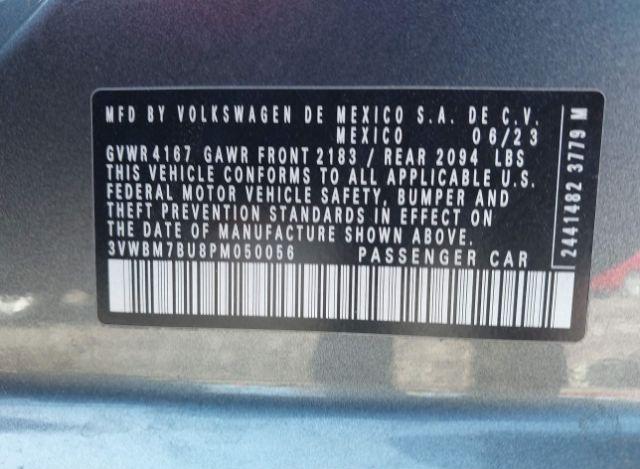 MFD BY VOLKSWAGEN DE MEXICO S.A. DE C.V.
MEXICO 06/23
GVWR 4167 GAWR FRONT 2183 / REAR 2094 LBS
THIS VEHICLE CONFORMS TO ALL APPLICABLE U.S.
FEDERAL MOTOR VEHICLE SAFETY, BUMPER AND
THEFT PREVENTION STANDARDS IN EFFECT ON
THE DATE OF MANUFACTURE SHOWN ABOVE.
3VWBM7BU8PM050056 PASSENGER CAR
2441482 3779 M